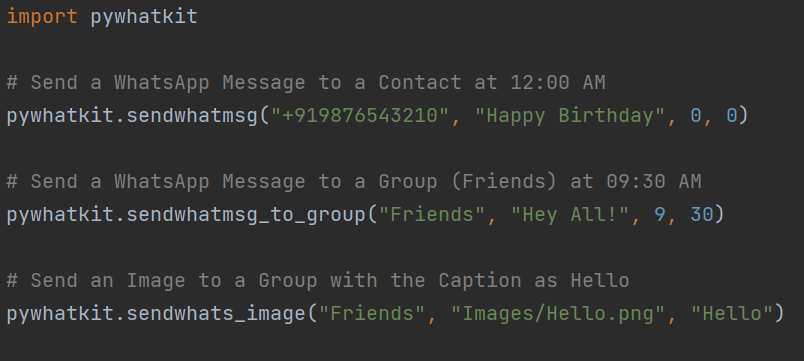 import pywhatkit
# Send a WhatsApp Message to a Contact at 12:00 AM
pywhatkit.sendwhatmsg("+919876543210", "Happy Birthday", 0, 0)
# Send a WhatsApp Message to a Group (Friends) at 09:30 AM
pywhatkit.sendwhatmsg_to_group("Friends", "Hey All!", 9, 30)
# Send an Image to a Group with the Caption as Hello
pywhatkit.sendwhats_image("Friends", "Images/Hello.png", "Hello")